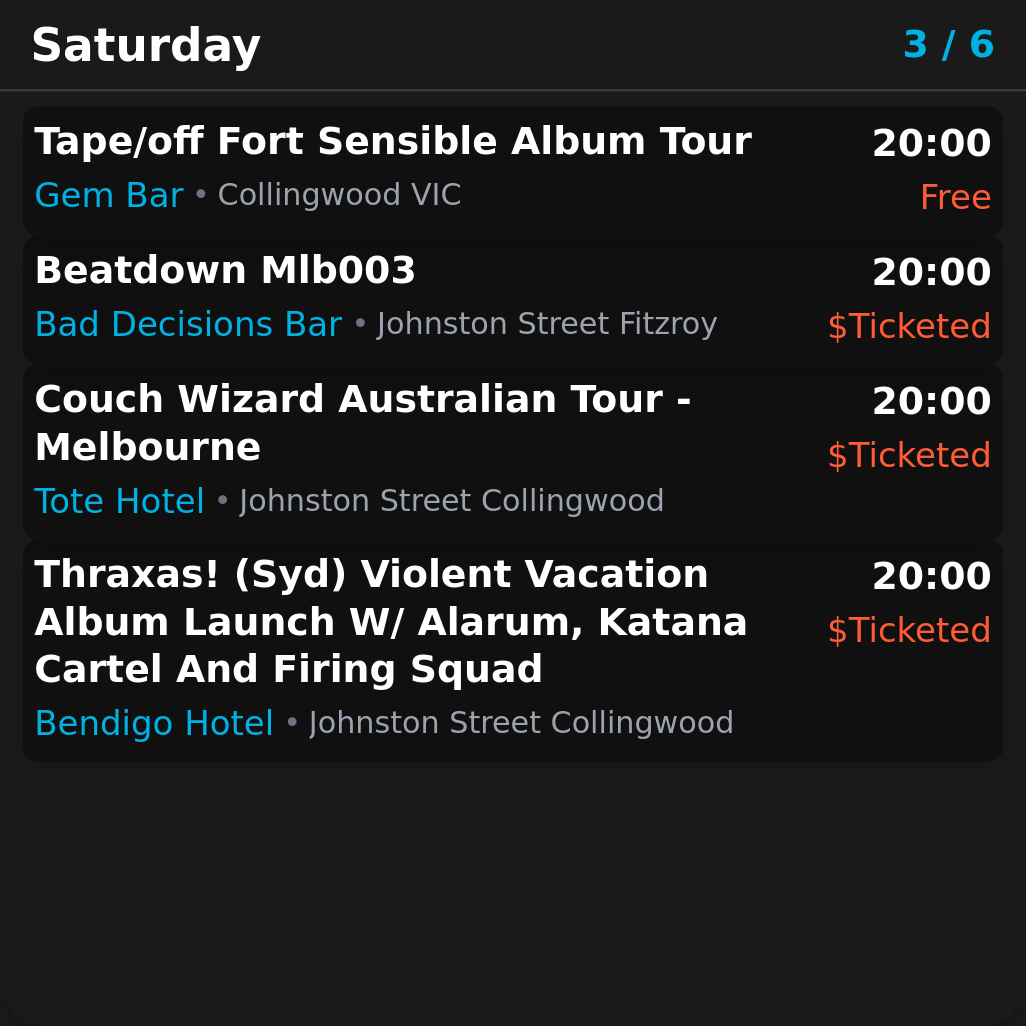 Saturday 3 / 6
Tape/off Fort Sensible Album Tour 20:00
Gem Bar • Collingwood VIC Free
Beatdown Mlb003 20:00
Bad Decisions Bar • Johnston Street Fitzroy $Ticketed
Couch Wizard Australian Tour - 20:00
Melbourne $Ticketed
Tote Hotel • Johnston Street Collingwood
Thraxas! (Syd) Violent Vacation 20:00
Album Launch W/ Alarum, Katana $Ticketed
Cartel And Firing Squad
Bendigo Hotel • Johnston Street Collingwood